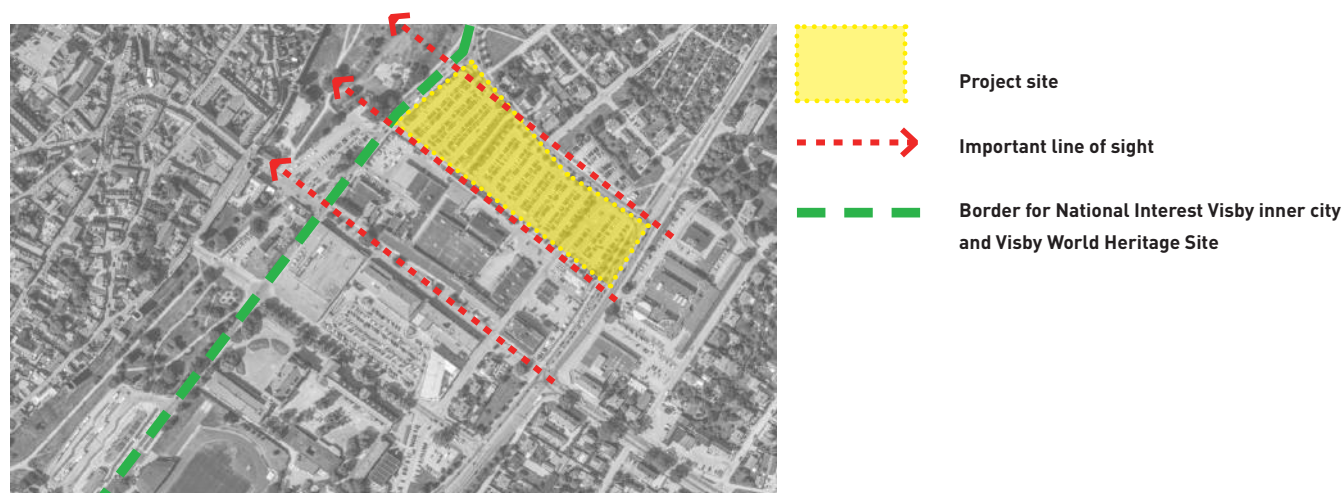 Project site
Important line of sight
Border for National Interest Visby inner city
and Visby World Heritage Site